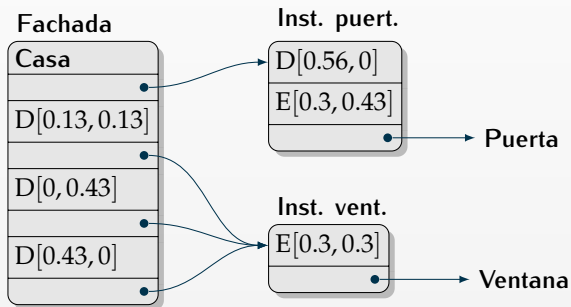 Fachada
Casa
D[0.13, 0.13]
D[0, 0.43]
D[0.43, 0]
Inst. puert.
D[0.56, 0]
E[0.3, 0.43]
Puerta
Inst. vent.
E[0.3, 0.3]
Ventana